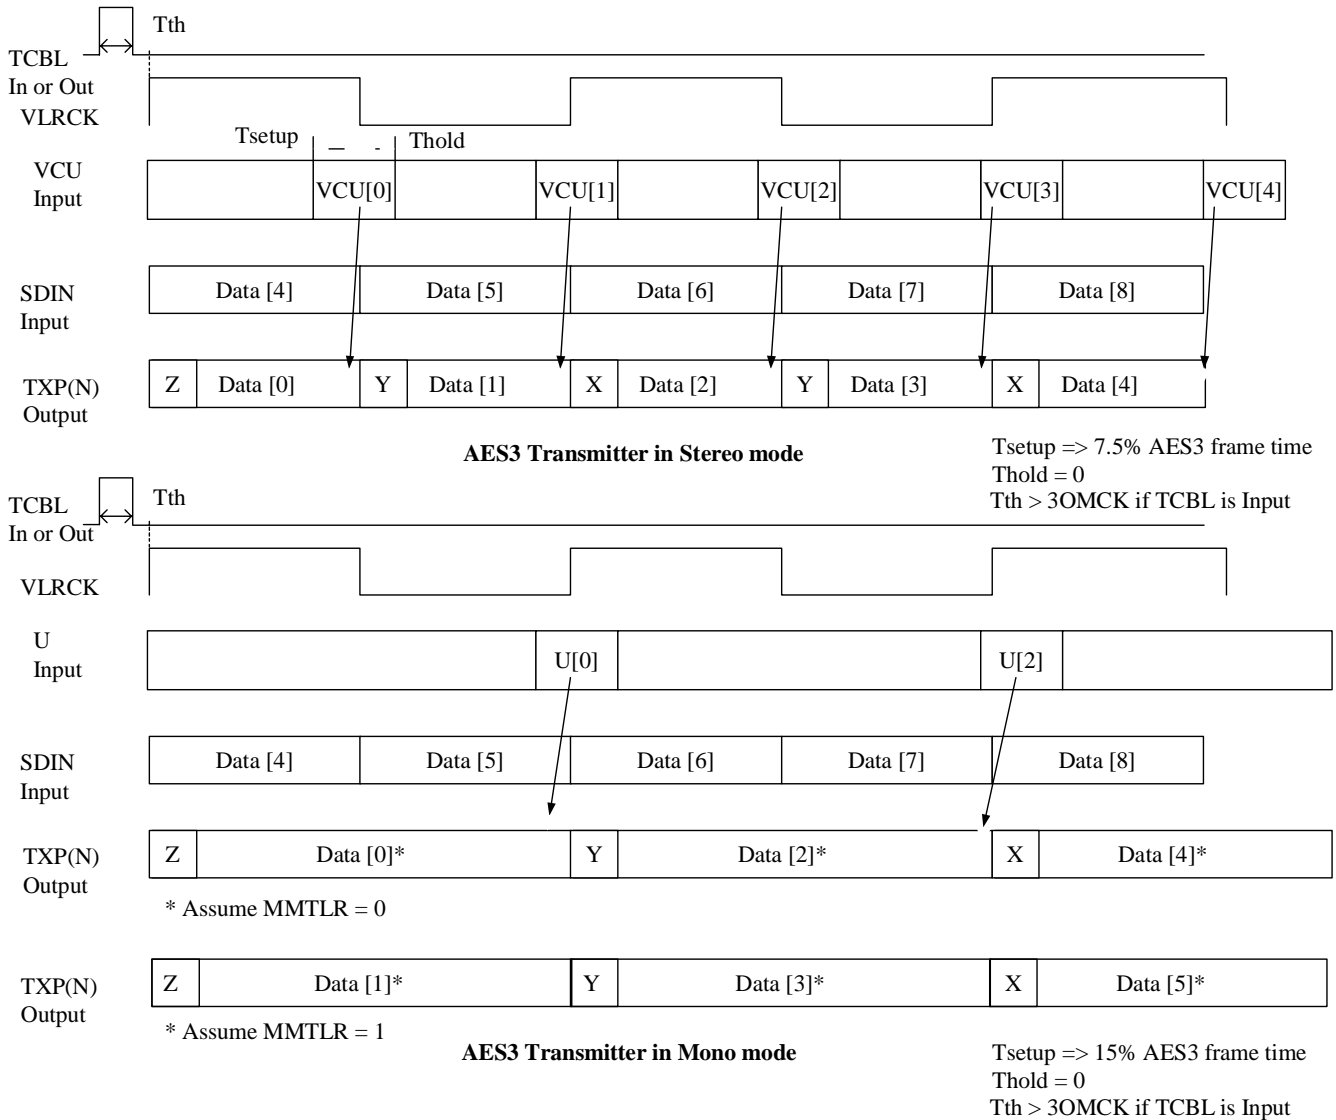 Tth
TCBL
In or Out
VLRCK
Tsetup Thold
VCU
Input
VCU[0] VCU[1] VCU[2] VCU[3] VCU[4]
SDIN
Input
Data [4] Data [5] Data [6] Data [7] Data [8]
TXP(N)
Output
Z Data [0] Y Data [1] X Data [2] Y Data [3] X Data [4]
AES3 Transmitter in Stereo mode
Tsetup => 7.5% AES3 frame time
Thold = 0
Tth > 3OMCK if TCBL is Input
Tth
TCBL
In or Out
VLRCK
U
Input
U[0] U[2]
SDIN
Input
Data [4] Data [5] Data [6] Data [7] Data [8]
TXP(N)
Output
Z Data [0]* Y Data [2]* X Data [4]*
* Assume MMTLR = 0
TXP(N)
Output
Z Data [1]* Y Data [3]* X Data [5]*
* Assume MMTLR = 1
AES3 Transmitter in Mono mode
Tsetup => 15% AES3 frame time
Thold = 0
Tth > 3OMCK if TCBL is Input